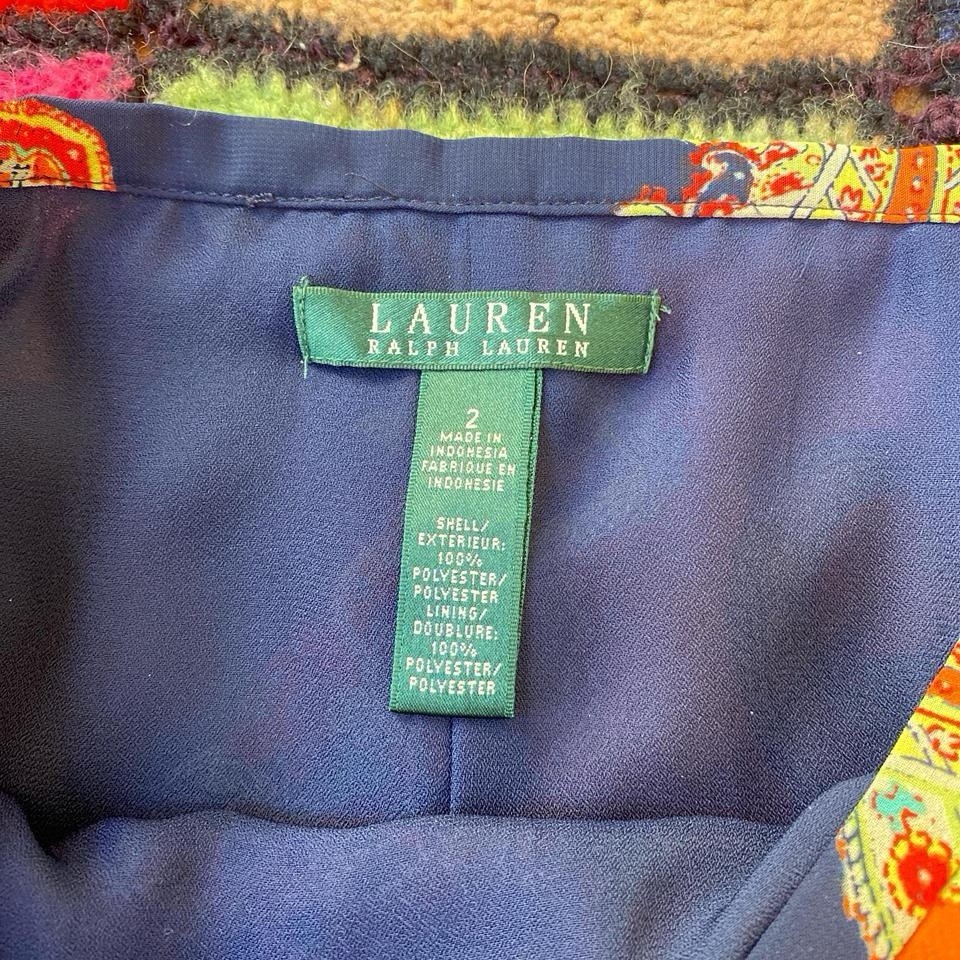 LAUREN
RALPH LAUREN
2
MADE IN
INDONESIA
FABRIQUE EN
INDONESIE
SHELL/
EXTERIEUR:
100%
POLYESTER/
POLYESTER
LINING/
DOUBLURE:
100%
POLYESTER/
POLYESTER